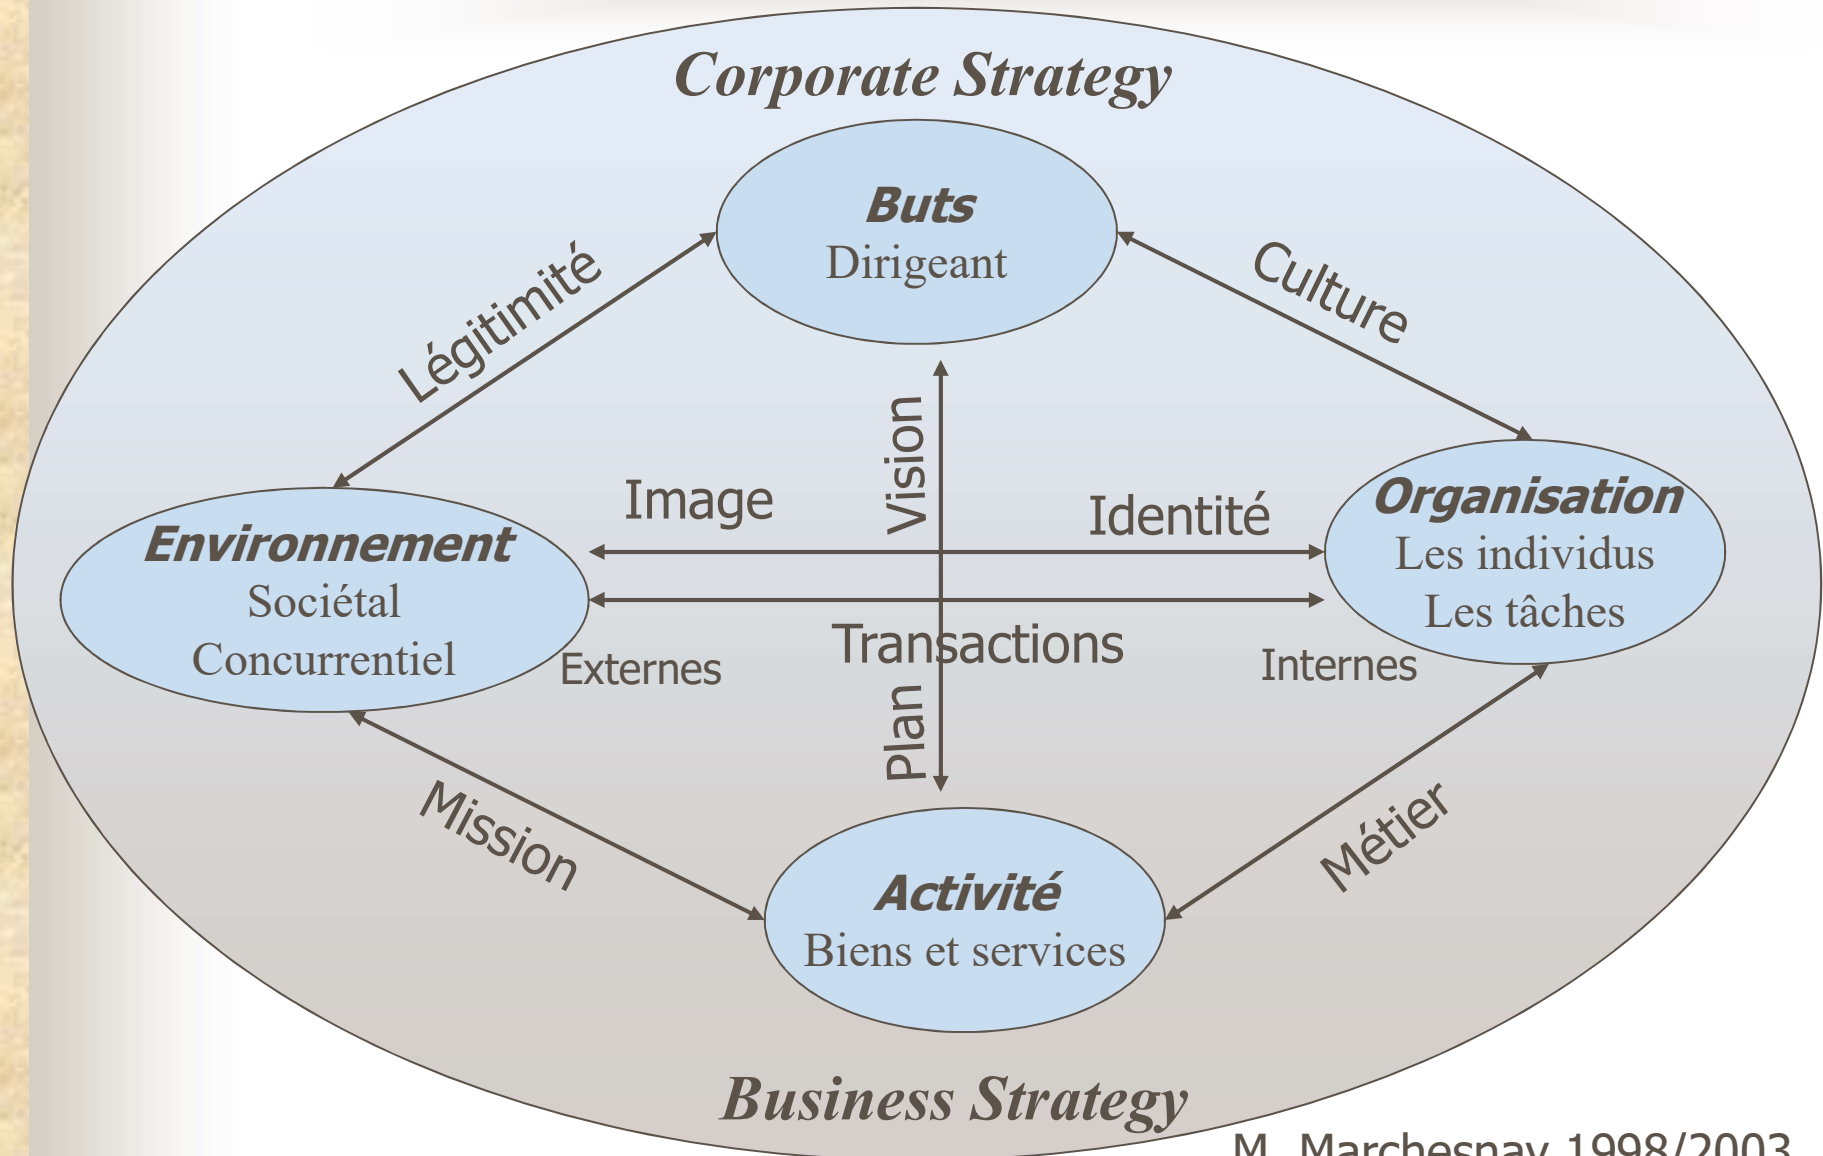 Corporate Strategy
Buts
Dirigeant
Légitimité
Culture
Vision
Image
Identité
Environnement
Sociétal
Concurrentiel
Organisation
Les individus
Les tâches
Externes
Transactions
Internes
Plan
Mission
Métier
Activité
Biens et services
Business Strategy
M. Marchesnay 1998/2003